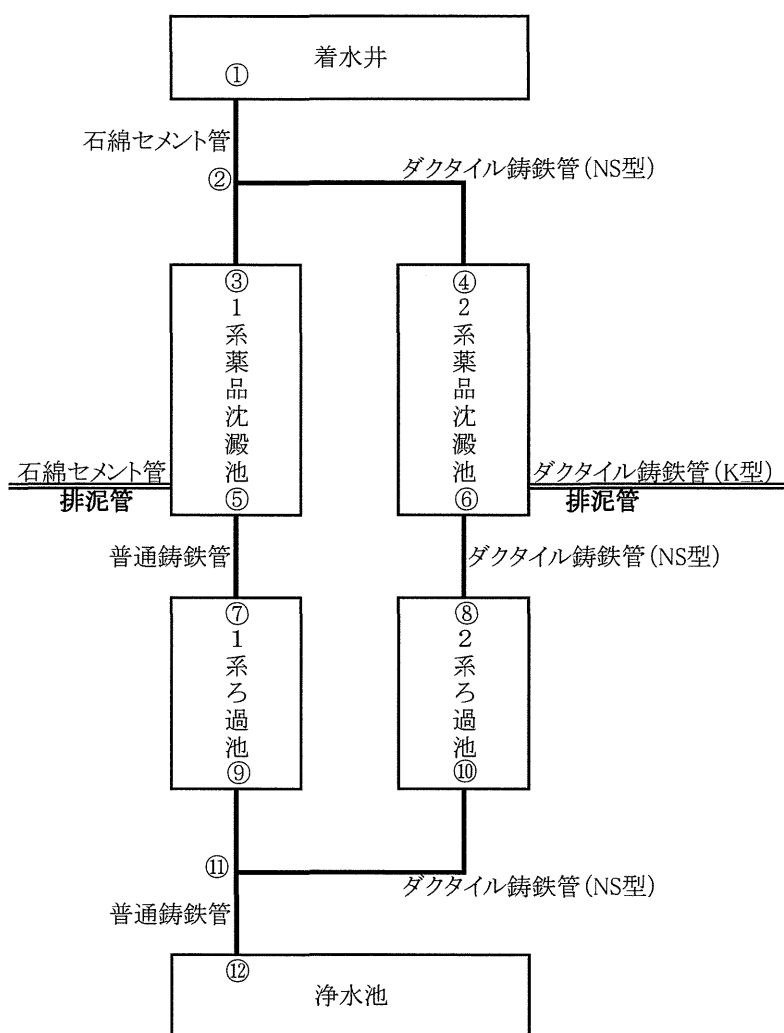 着水井
①
石綿セメント管
②
ダクタイル鋳鉄管(NS型)
③
1系薬品沈澱池
⑤
④
2系薬品沈澱池
⑥
石綿セメント管
排泥管
ダクタイル鋳鉄管(K型)
排泥管
普通鋳鉄管
ダクタイル鋳鉄管(NS型)
⑦
1系ろ過池
⑨
⑧
2系ろ過池
⑩
⑪
ダクタイル鋳鉄管(NS型)
普通鋳鉄管
⑫
浄水池